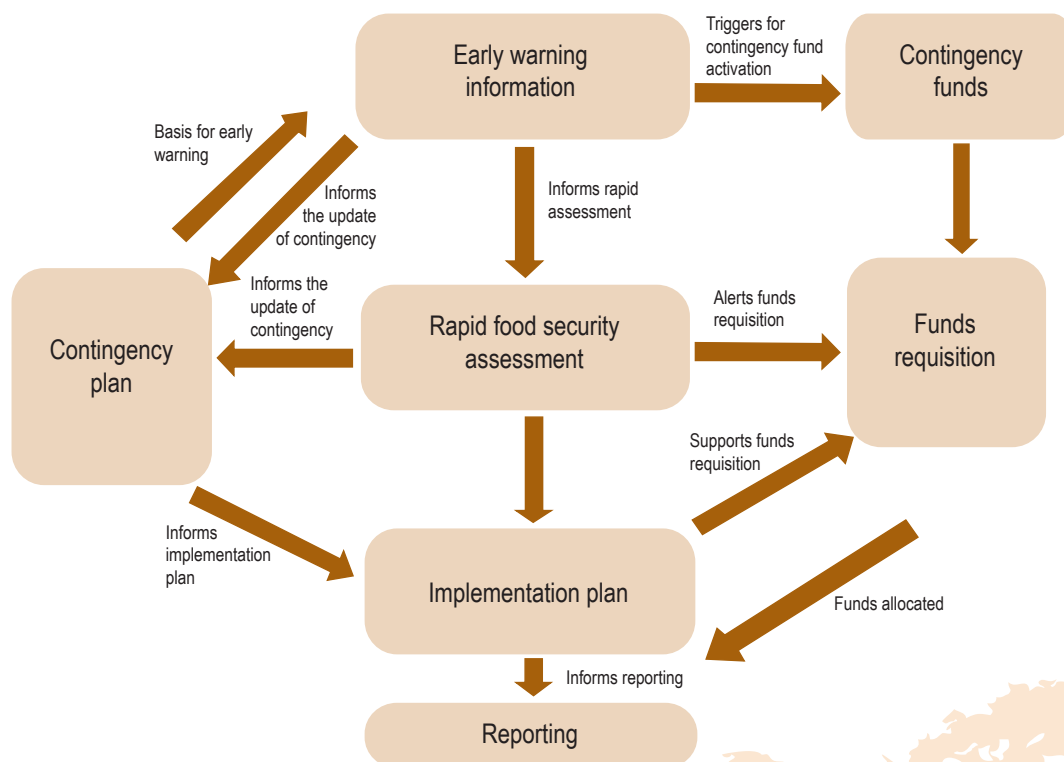 Early warning
information
Triggers for
contingency fund
activation
Contingency
funds
Basis for early
warning
Informs
the update
of contingency
Informs rapid
assessment
Informs the
update of
contingency
Contingency
plan
Rapid food security
assessment
Alerts funds
requisition
Funds
requisition
Supports funds
requisition
Informs
implementation
plan
Implementation plan
Funds allocated
Informs reporting
Reporting